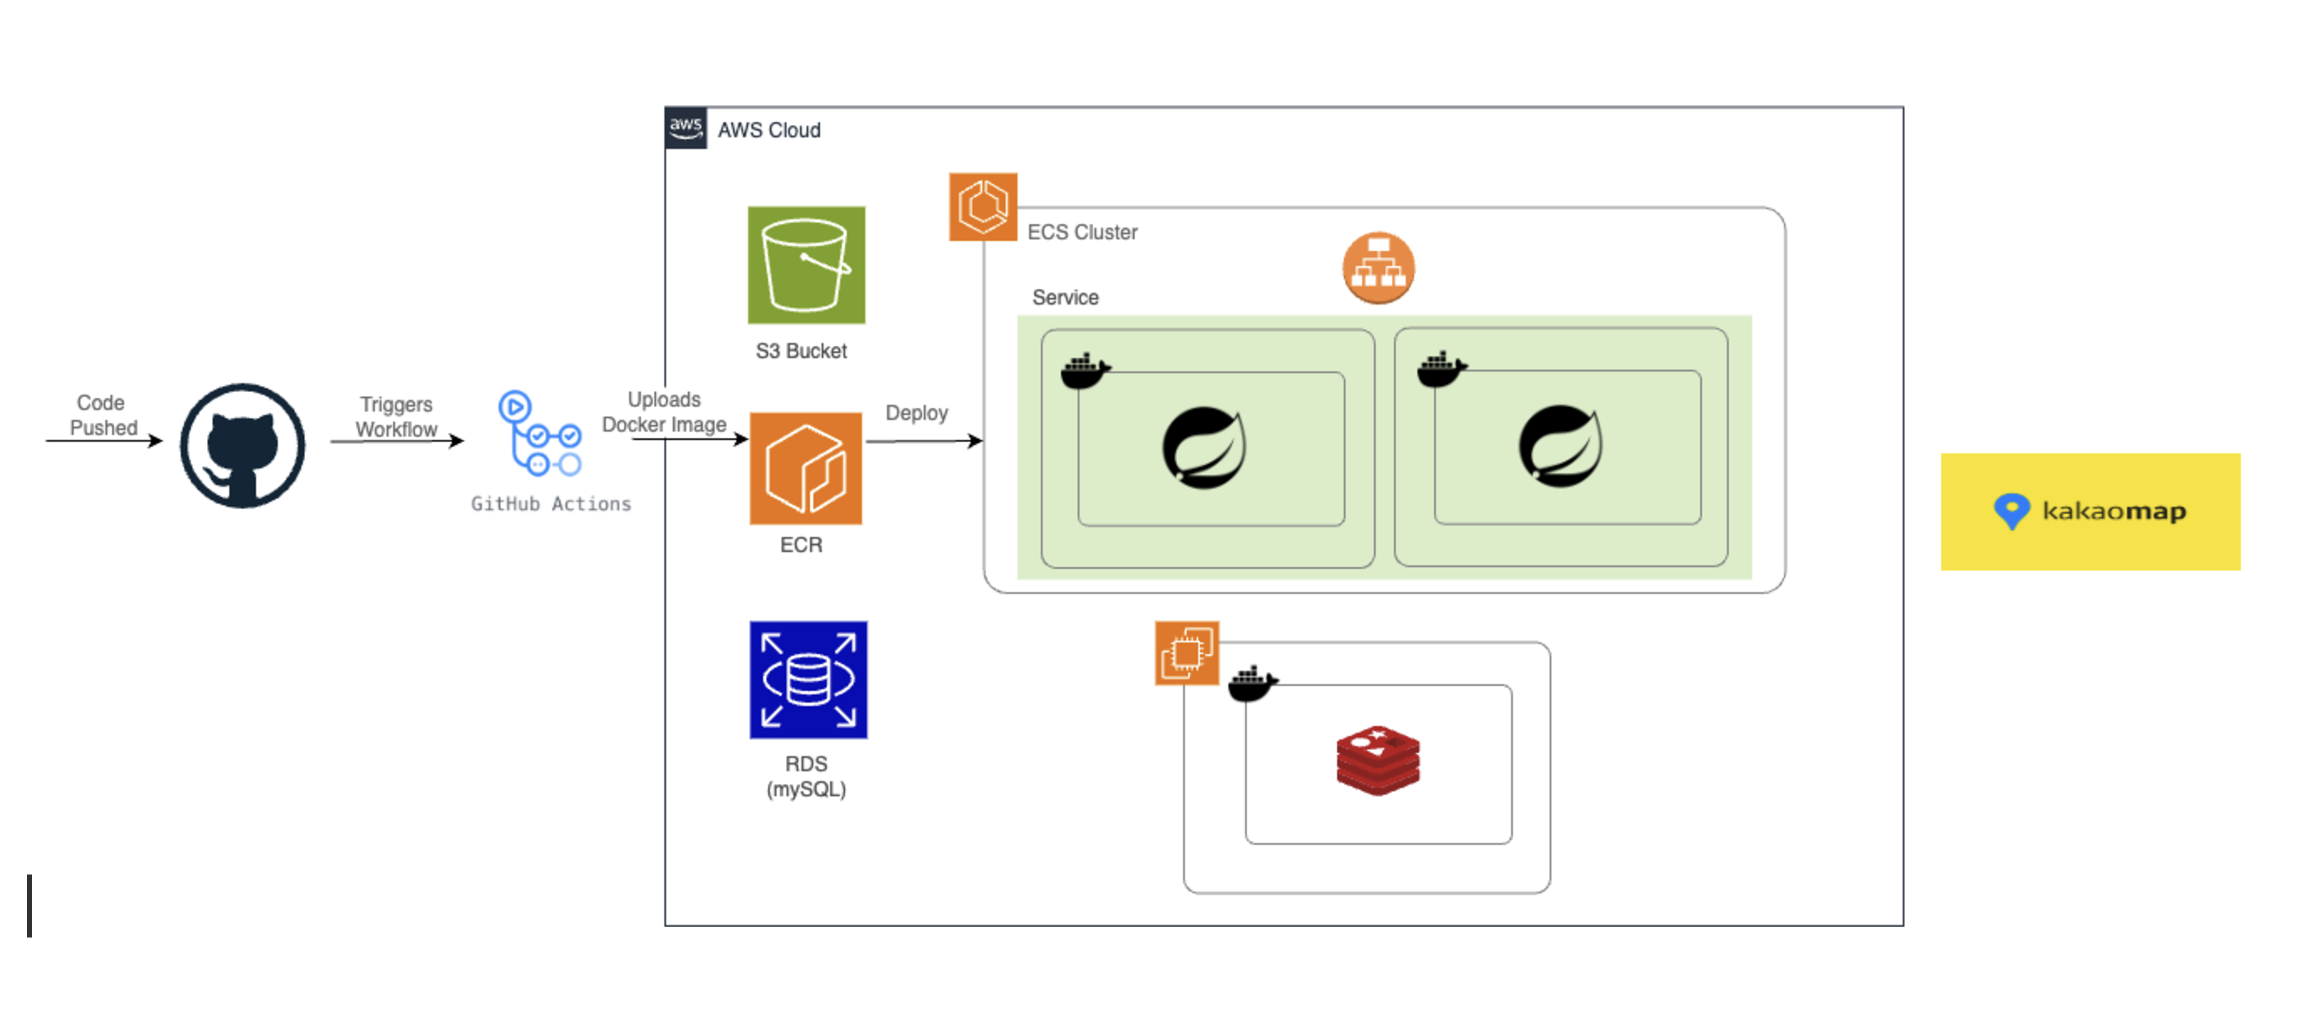 aws
AWS Cloud
ECS Cluster
Service
S3 Bucket
Code
Pushed
Triggers
Workflow
GitHub Actions
Uploads
Docker Image
Deploy
ECR
kakaomap
RDS
(mySQL)